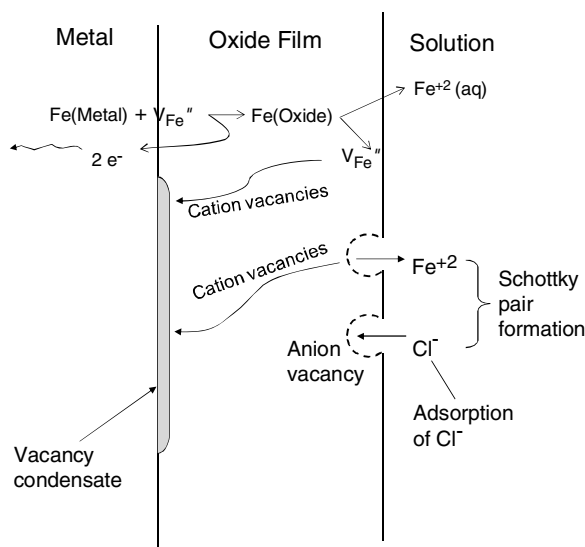 Metal
Oxide Film
Solution
Fe⁺² (aq)
Fe(Metal) + V_Fe″
Fe(Oxide)
2 e⁻
V_Fe″
Cation vacancies
Cation vacancies
Fe⁺²
Schottky
pair
formation
Anion
vacancy
Cl⁻
Adsorption
of Cl⁻
Vacancy
condensate